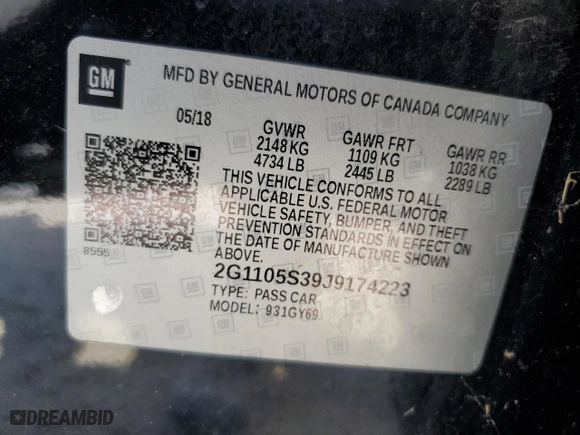 GM
MFD BY GENERAL MOTORS OF CANADA COMPANY
05/18
GVWR
2148 KG
4734 LB
GAWR FRT
1109 KG
2445 LB
GAWR RR
1038 KG
2289 LB
THIS VEHICLE CONFORMS TO ALL
APPLICABLE U.S. FEDERAL MOTOR
VEHICLE SAFETY, BUMPER, AND THEFT
PREVENTION STANDARDS IN EFFECT ON
THE DATE OF MANUFACTURE SHOWN
ABOVE.
8555
2G1105S39J9174223
TYPE: PASS CAR
MODEL: 931GY69
DREAMBID